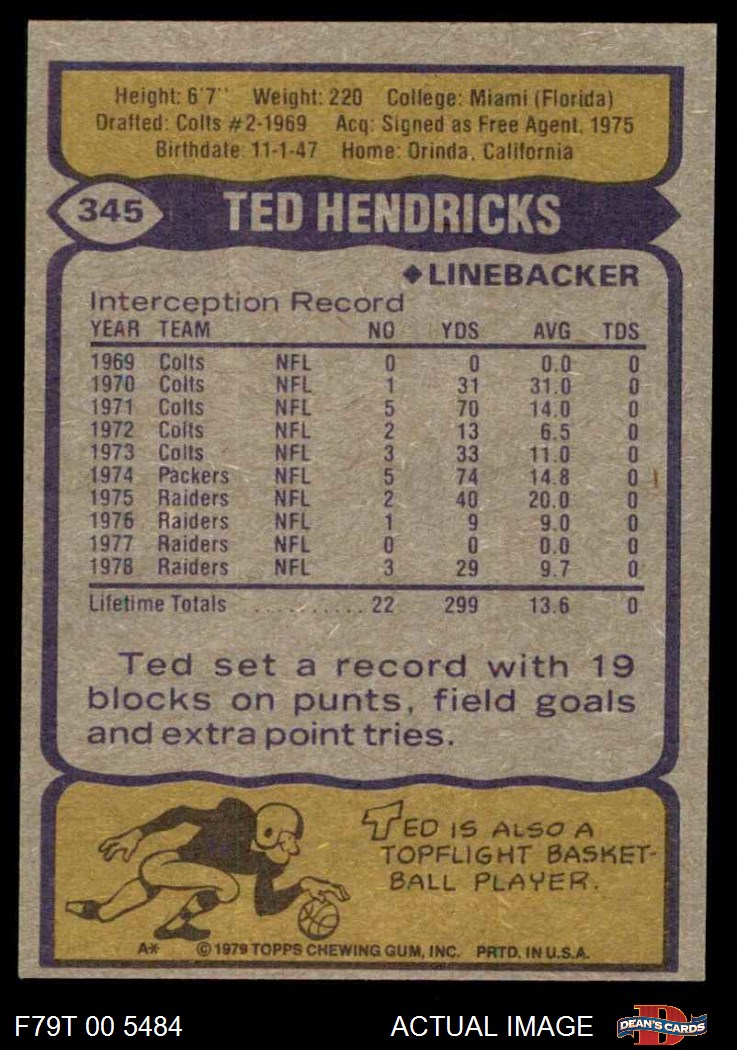 Height: 6'7" Weight: 220 College: Miami (Florida)
Drafted: Colts #2-1969 Acq: Signed as Free Agent, 1975
Birthdate: 11-1-47 Home: Orinda, California
345 TED HENDRICKS
◆LINEBACKER
Interception Record
YEAR TEAM NO YDS AVG TDS
1969 Colts NFL 0 0 0.0 0
1970 Colts NFL 1 31 31.0 0
1971 Colts NFL 5 70 14.0 0
1972 Colts NFL 2 13 6.5 0
1973 Colts NFL 3 33 11.0 0
1974 Packers NFL 5 74 14.8 0
1975 Raiders NFL 2 40 20.0 0
1976 Raiders NFL 1 9 9.0 0
1977 Raiders NFL 0 0 0.0 0
1978 Raiders NFL 3 29 9.7 0
Lifetime Totals .......... 22 299 13.6 0
Ted set a record with 19
blocks on punts, field goals
and extra point tries.
TED IS ALSO A
TOPFLIGHT BASKET-
BALL PLAYER.
A* © 1979 TOPPS CHEWING GUM, INC. PRTD. IN U.S.A.
F79T 00 5484 ACTUAL IMAGE D DEAN'S CARDS